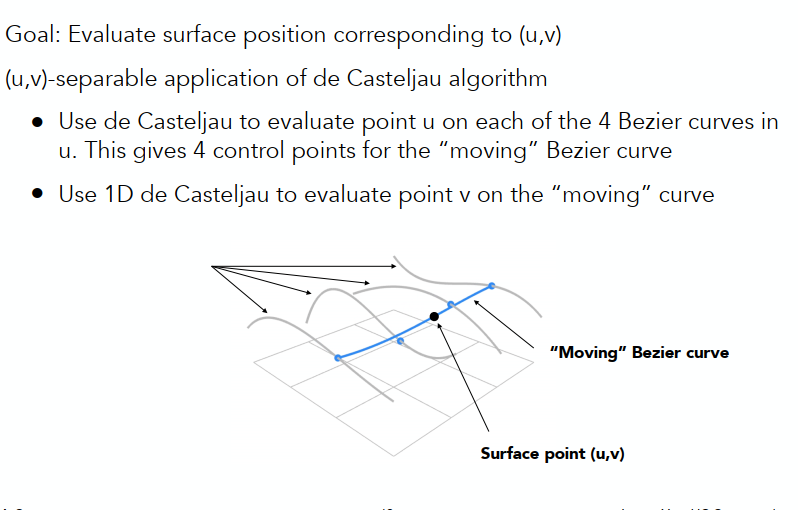 Goal: Evaluate surface position corresponding to (u,v)
(u,v)-separable application of de Casteljau algorithm
● Use de Casteljau to evaluate point u on each of the 4 Bezier curves in
u. This gives 4 control points for the “moving” Bezier curve
● Use 1D de Casteljau to evaluate point v on the “moving” curve
“Moving” Bezier curve
Surface point (u,v)